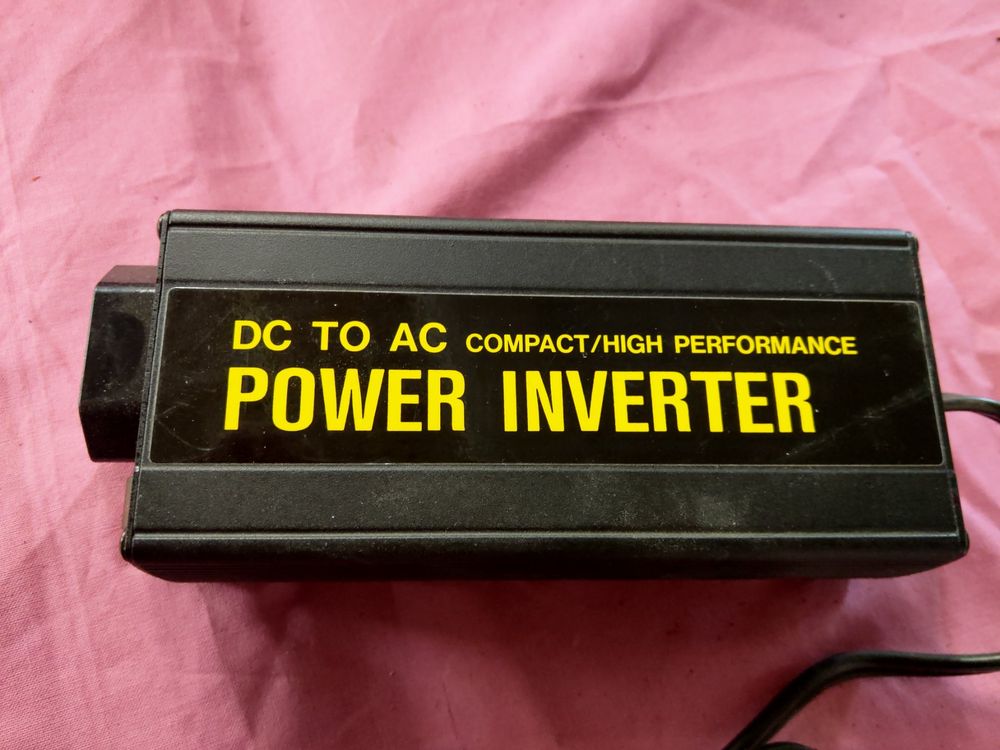 DC TO AC COMPACT/HIGH PERFORMANCE
POWER INVERTER